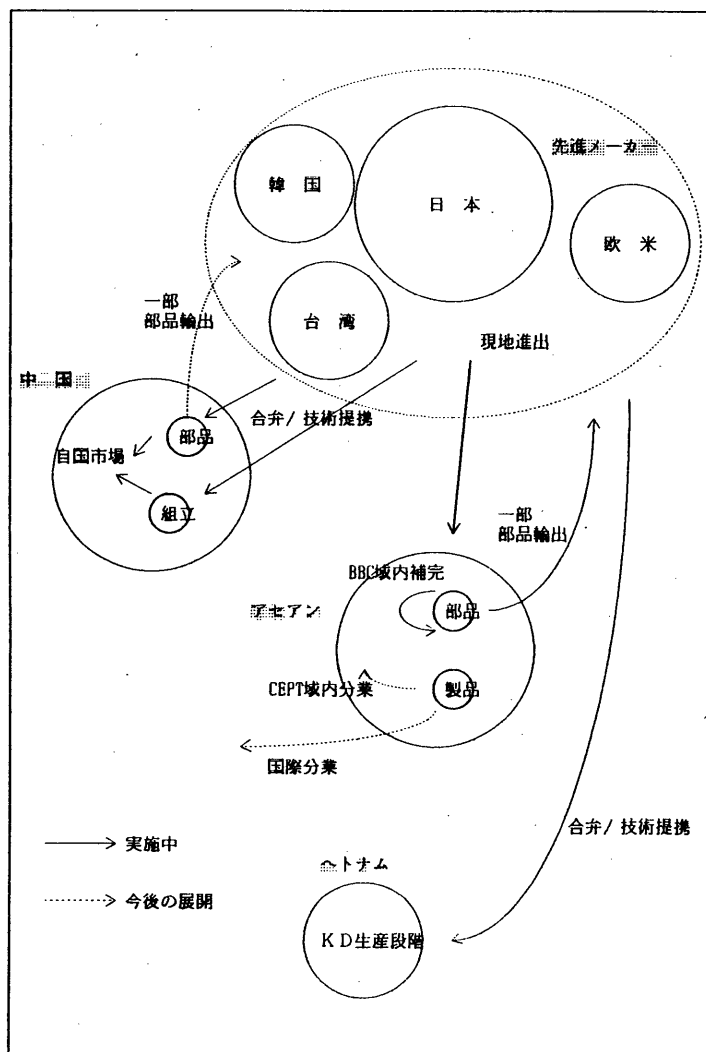 先進メーカー
韓 国
日 本
欧 米
台 湾
一部
部品輸出
現地進出
中 国
合弁/ 技術提携
部品
自国市場
組立
一部
部品輸出
BBC域内補完
アセアン
部品
CEPT域内分業
製品
国際分業
実施中
合弁/ 技術提携
ヘトナム
今後の展開
KD生産段階